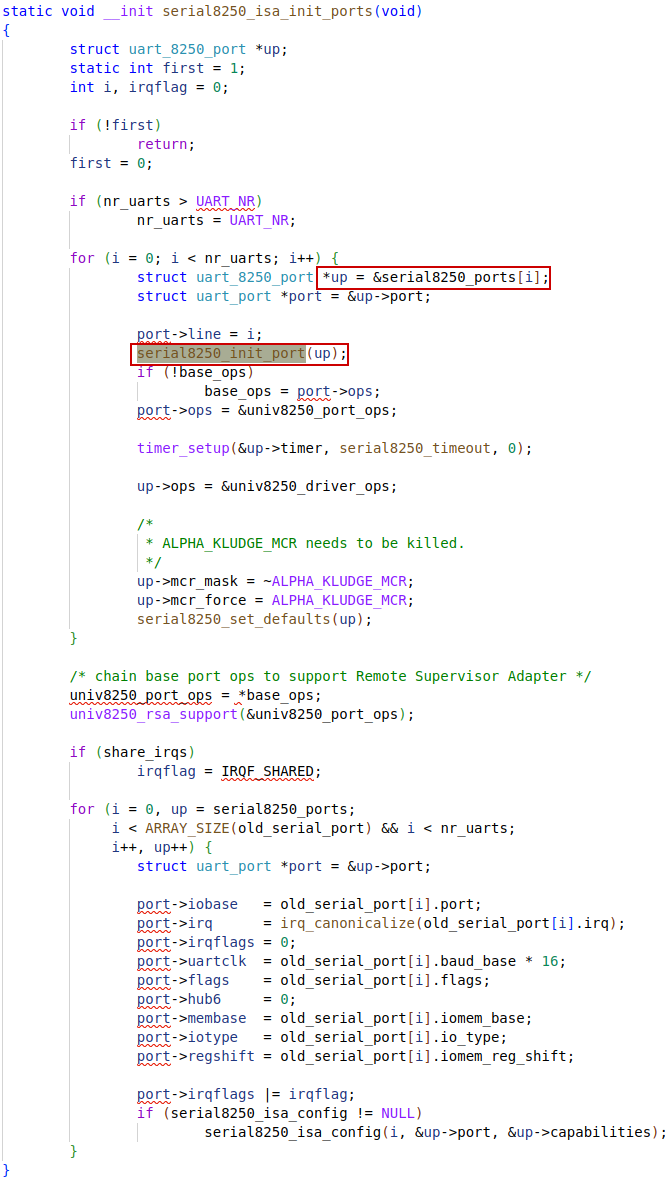 static void __init serial8250_isa_init_ports(void)
{
        struct uart_8250_port *up;
        static int first = 1;
        int i, irqflag = 0;

        if (!first)
                return;
        first = 0;

        if (nr_uarts > UART_NR)
                nr_uarts = UART_NR;

        for (i = 0; i < nr_uarts; i++) {
                struct uart_8250_port *up = &serial8250_ports[i];
                struct uart_port *port = &up->port;

                port->line = i;
                serial8250_init_port(up);
                if (!base_ops)
                        base_ops = port->ops;
                port->ops = &univ8250_port_ops;

                timer_setup(&up->timer, serial8250_timeout, 0);

                up->ops = &univ8250_driver_ops;

                /*
                 * ALPHA_KLUDGE_MCR needs to be killed.
                 */
                up->mcr_mask = ~ALPHA_KLUDGE_MCR;
                up->mcr_force = ALPHA_KLUDGE_MCR;
                serial8250_set_defaults(up);
        }

        /* chain base port ops to support Remote Supervisor Adapter */
        univ8250_port_ops = *base_ops;
        univ8250_rsa_support(&univ8250_port_ops);

        if (share_irqs)
                irqflag = IRQF_SHARED;

        for (i = 0, up = serial8250_ports;
             i < ARRAY_SIZE(old_serial_port) && i < nr_uarts;
             i++, up++) {
                struct uart_port *port = &up->port;

                port->iobase   = old_serial_port[i].port;
                port->irq      = irq_canonicalize(old_serial_port[i].irq);
                port->irqflags = 0;
                port->uartclk  = old_serial_port[i].baud_base * 16;
                port->flags    = old_serial_port[i].flags;
                port->hub6     = 0;
                port->membase  = old_serial_port[i].iomem_base;
                port->iotype   = old_serial_port[i].io_type;
                port->regshift = old_serial_port[i].iomem_reg_shift;

                port->irqflags |= irqflag;
                if (serial8250_isa_config != NULL)
                        serial8250_isa_config(i, &up->port, &up->capabilities);
        }
}